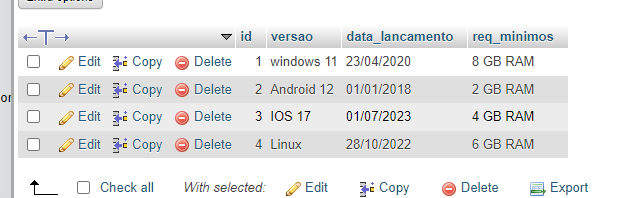 id versao data_lancamento req_minimos
Edit Copy Delete 1 windows 11 23/04/2020 8 GB RAM
Edit Copy Delete 2 Android 12 01/01/2018 2 GB RAM
Edit Copy Delete 3 IOS 17 01/07/2023 4 GB RAM
Edit Copy Delete 4 Linux 28/10/2022 6 GB RAM
Check all With selected: Edit Copy Delete Export